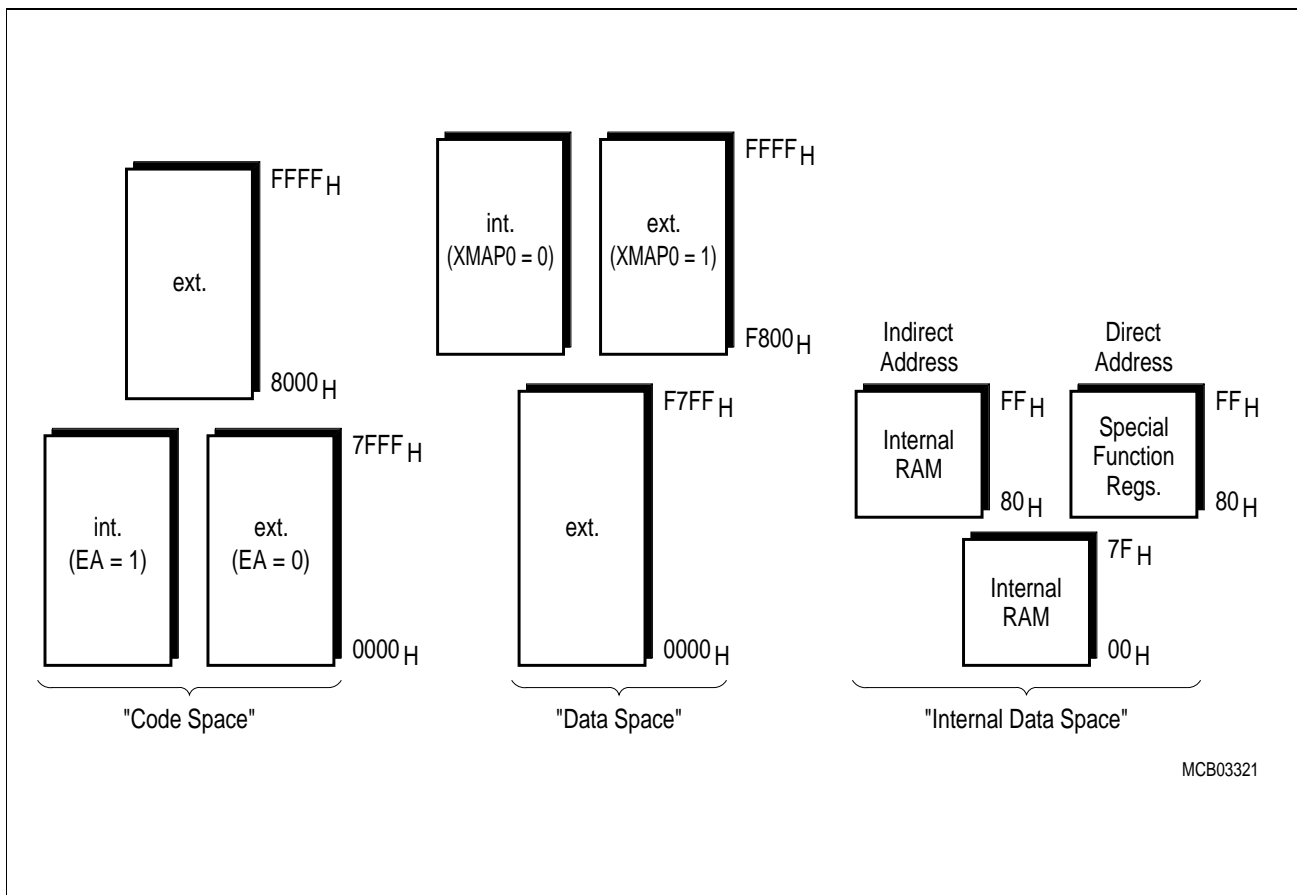 FFFF H
ext.
8000 H
int.
(EA = 1)
ext.
(EA = 0)
7FFF H
0000 H
"Code Space"
int.
(XMAP0 = 0)
ext.
(XMAP0 = 1)
FFFF H
F800 H
F7FF H
ext.
0000 H
"Data Space"
Indirect
Address
Direct
Address
Internal
RAM
FF H
80 H
Special
Function
Regs.
FF H
80 H
Internal
RAM
7F H
00 H
"Internal Data Space"
MCB03321